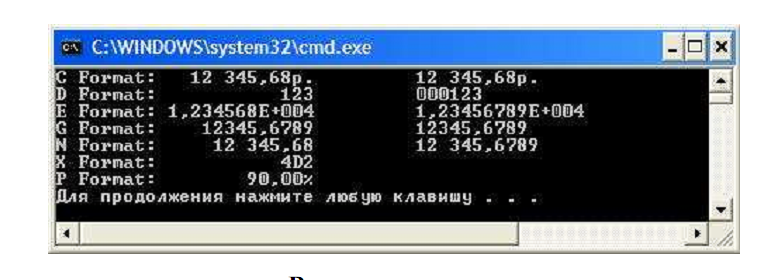 C:\WINDOWS\system32\cmd.exe
C Format: 12 345,68р. 12 345,68р.
D Format: 123 000123
E Format: 1,234568E+004 1,23456789E+004
G Format: 12345,6789 12345,6789
N Format: 12 345,68 12 345,6789
X Format: 4D2
P Format: 90,00%
Для продолжения нажмите любую клавишу . . .